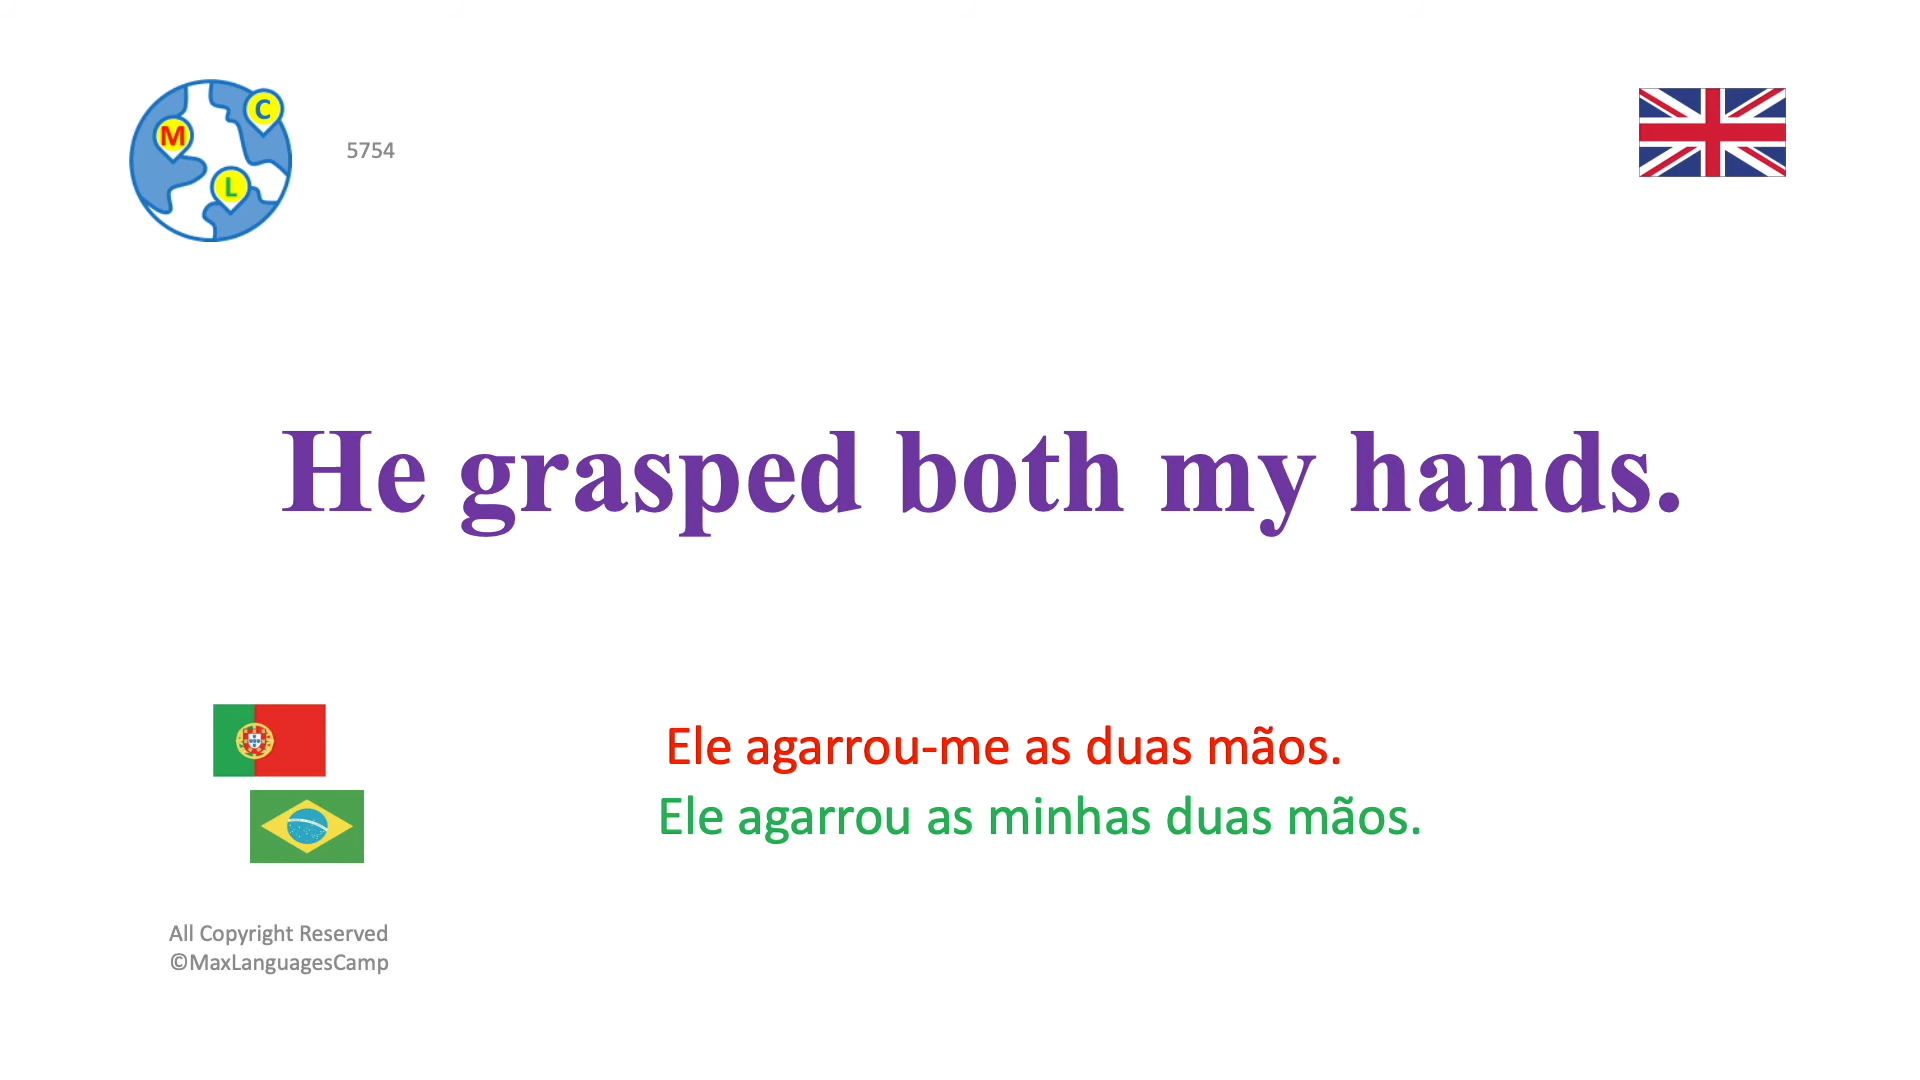 C
M
L
5754
He grasped both my hands.
Ele agarrou-me as duas mãos.
Ele agarrou as minhas duas mãos.
All Copyright Reserved
©MaxLanguagesCamp